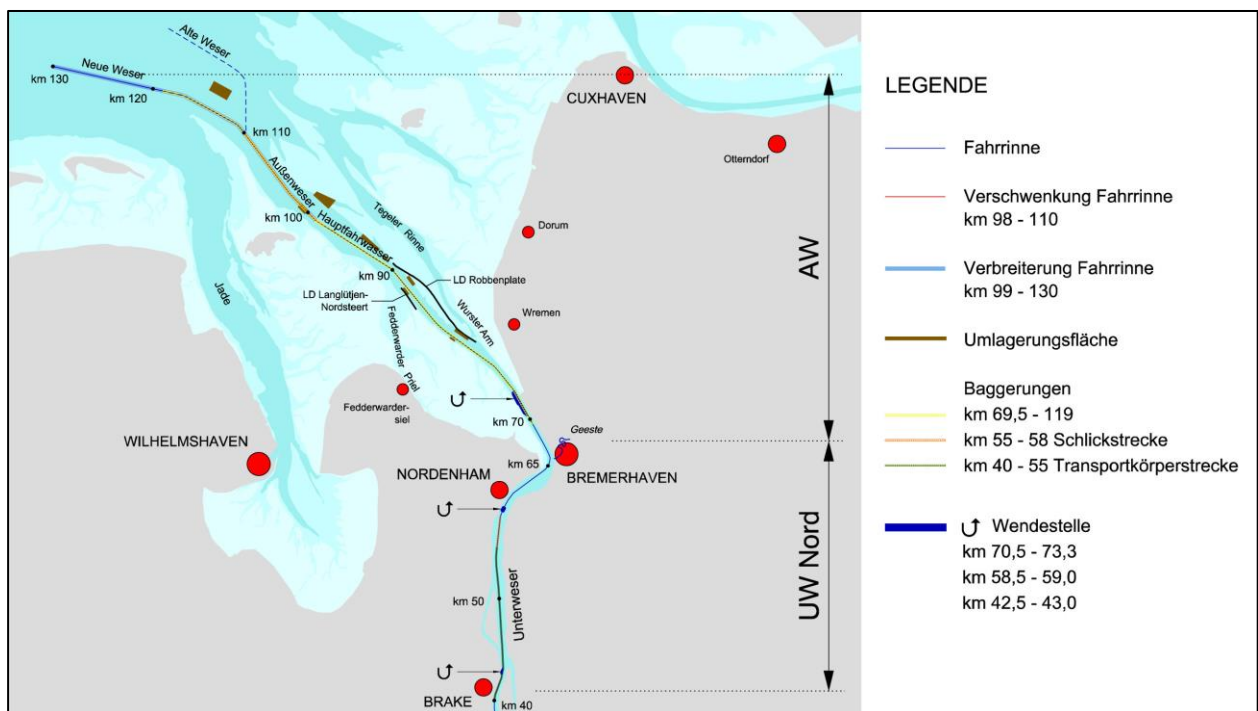 Alte Weser
Neue Weser
km 130
km 120
km 110
CUXHAVEN
Otterndorf
Außenweser
km 100
Hauptfahrwasser
Tegeler Rinne
Dorum
km 90
LD Robbenplate
LD Langlütjen-
Nordsteert
Jade
Fedderwarder
Priel
Wurster Arm
Wremen
Fedderwarder-
siel
km 70
Geeste
WILHELMSHAVEN
km 65
BREMERHAVEN
NORDENHAM
km 50
Unterweser
BRAKE
km 40
AW
UW Nord
LEGENDE
Fahrrinne
Verschwenkung Fahrrinne
km 98 - 110
Verbreiterung Fahrrinne
km 99 - 130
Umlagerungsfläche
Baggerungen
km 69,5 - 119
km 55 - 58 Schlickstrecke
km 40 - 55 Transportkörperstrecke
Wendestelle
km 70,5 - 73,3
km 58,5 - 59,0
km 42,5 - 43,0